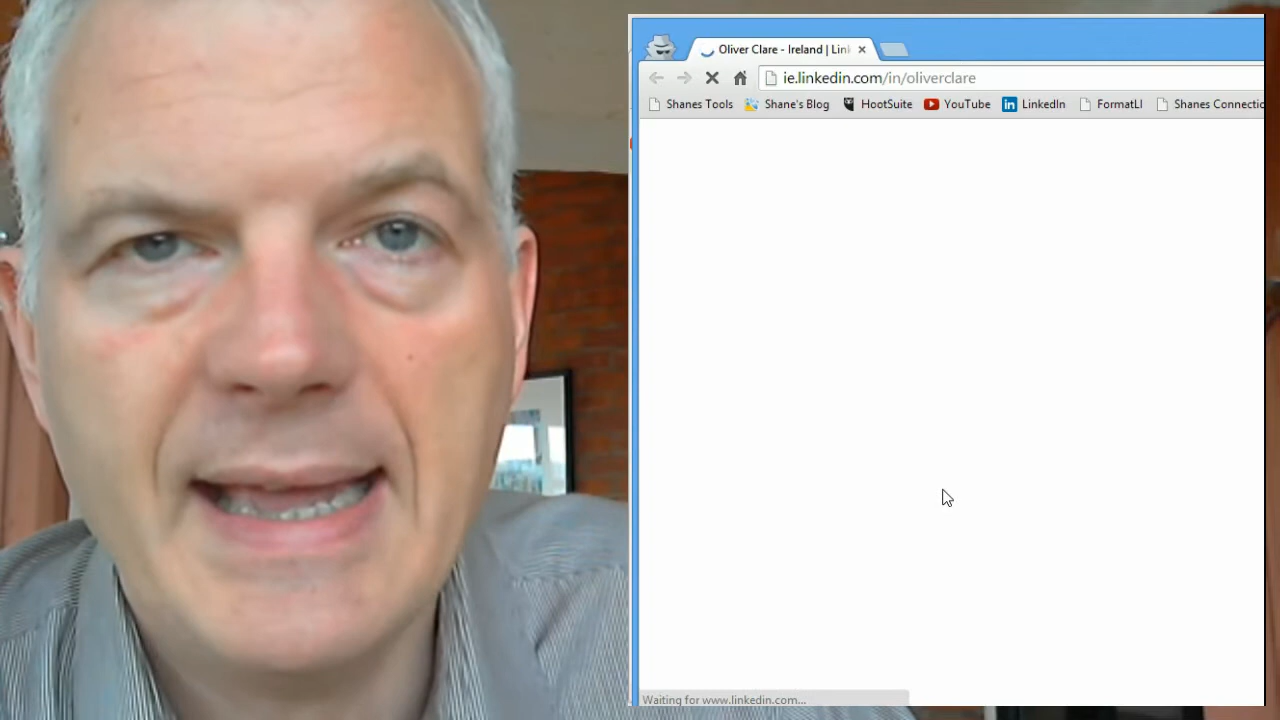 Oliver Clare - Ireland | Lin
ie.linkedin.com/in/oliverclare
Shanes Tools Shane's Blog HootSuite YouTube LinkedIn FormatLI Shanes Connectio
Waiting for www.linkedin.com...